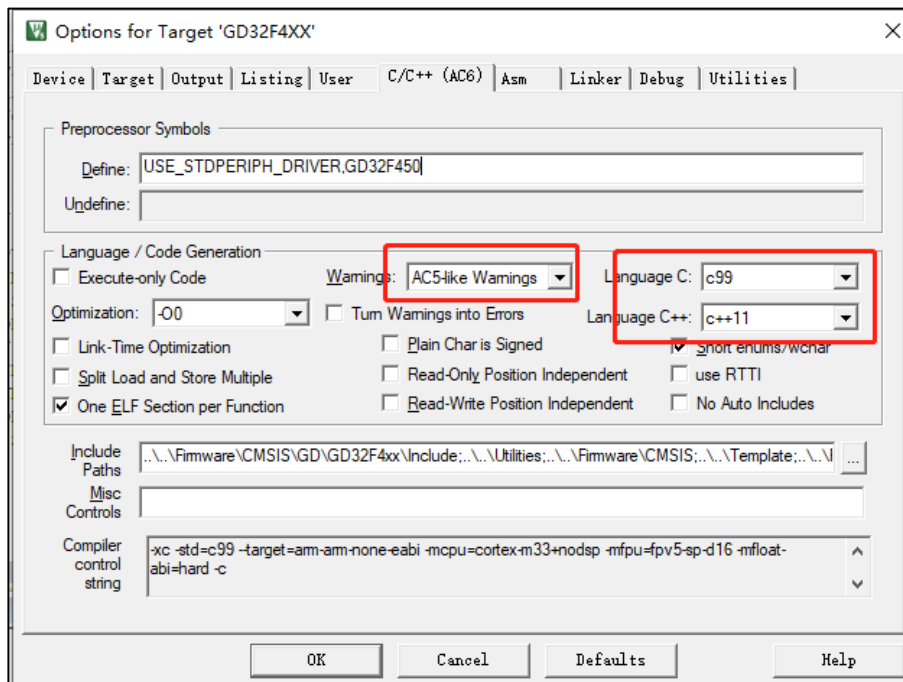 Options for Target 'GD32F4XX'
Device Target Output Listing User C/C++ (AC6) Asm Linker Debug Utilities
Preprocessor Symbols
Define: USE_STDPERIPH_DRIVER,GD32F450
Undefine:
Language / Code Generation
Execute-only Code Warnings: AC5-like Warnings Language C: c99
Optimization: -O0 Turn Warnings into Errors Language C++: c++11
Link-Time Optimization Plain Char is Signed Short enums/wchar
Split Load and Store Multiple Read-Only Position Independent use RTTI
One ELF Section per Function Read-Write Position Independent No Auto Includes
Include Paths ..\..\Firmware\CMSIS\GD\GD32F4xx\Include;..\..\Utilities;..\..\Firmware\CMSIS;..\..\Template;..\..\ ...
Misc Controls
Compiler control string -xc -std=c99 --target=arm-arm-none-eabi -mcpu=cortex-m33+nodsp -mfpu=fpv5-sp-d16 -mfloat-
abi=hard -c
OK Cancel Defaults Help